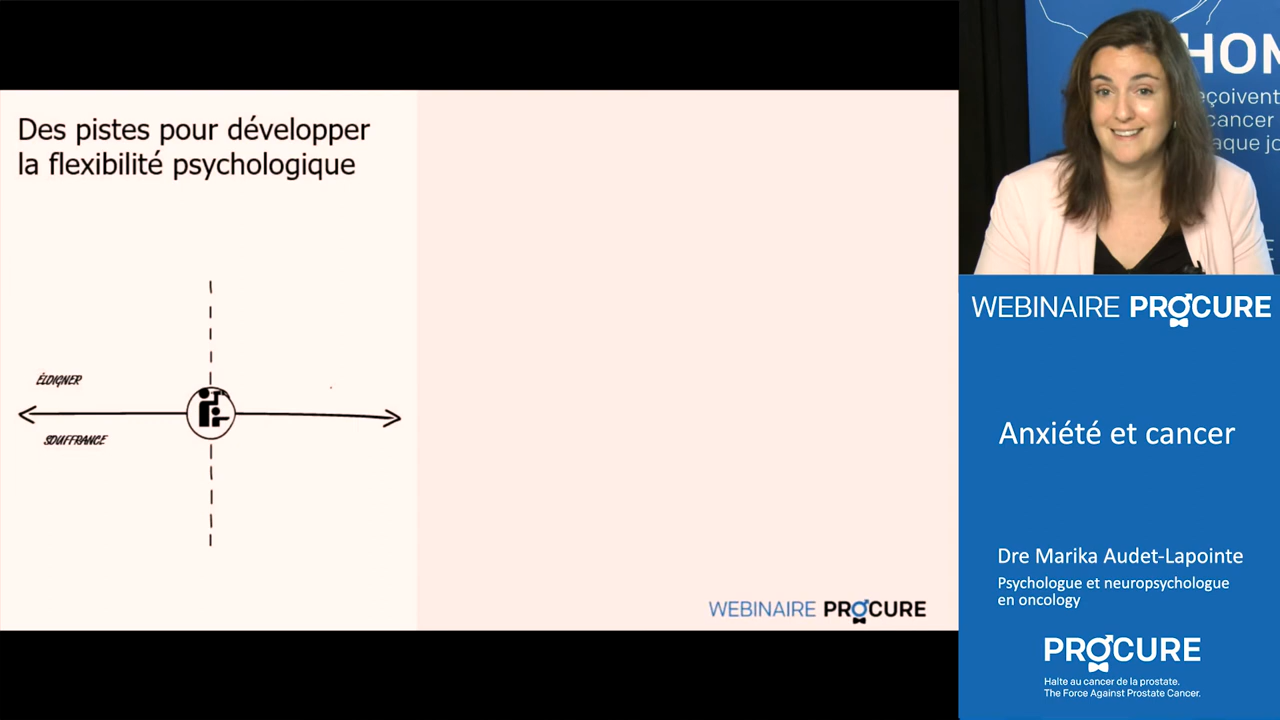 Des pistes pour développer
la flexibilité psychologique
ÉLOIGNER
SOUFFRANCE
WEBINAIRE PROCURE
HOM
eçoivent
cancer
aque jo
WEBINAIRE PROCURE
Anxiété et cancer
Dre Marika Audet-Lapointe
Psychologue et neuropsychologue
en oncology
PROCURE
Halte au cancer de la prostate.
The Force Against Prostate Cancer.